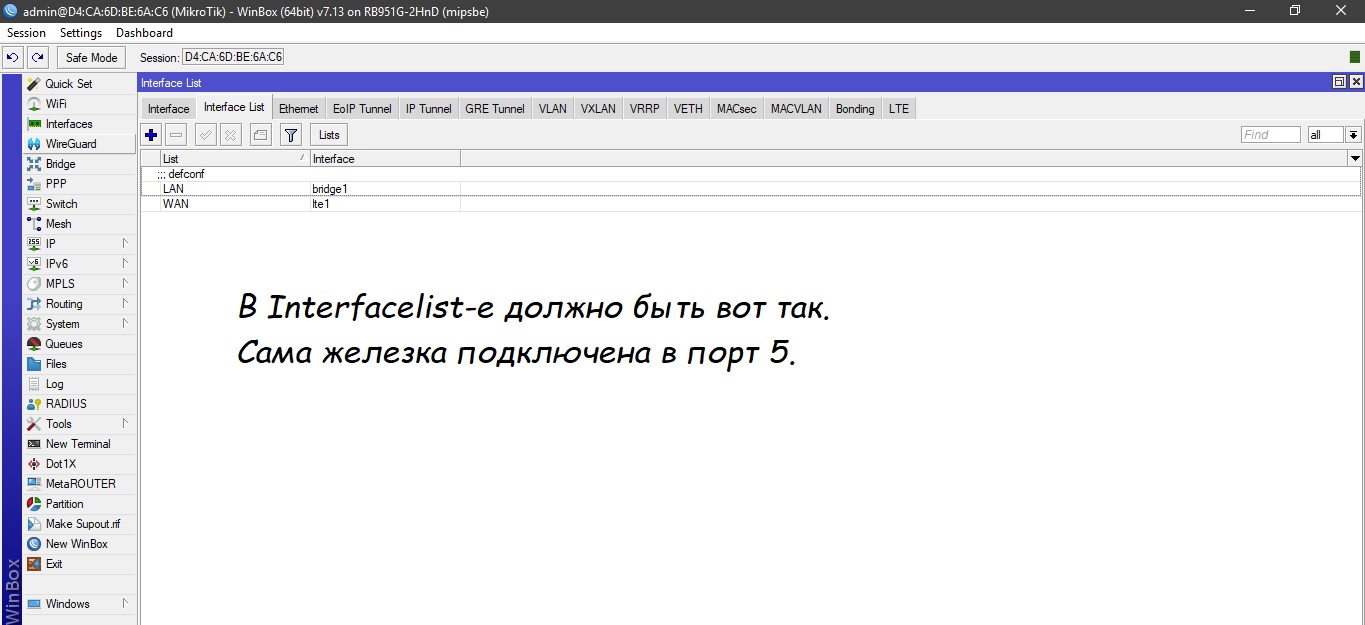 admin@D4:CA:6D:BE:6A:C6 (MikroTik) - WinBox (64bit) v7.13 on RB951G-2HnD (mipsbe)
Session Settings Dashboard
Safe Mode Session: D4:CA:6D:BE:6A:C6
Interface List
Interface Interface List Ethernet EoIP Tunnel IP Tunnel GRE Tunnel VLAN VXLAN VRRP VETH MACsec MACVLAN Bonding LTE
Lists Find all
List Interface
;;; defconf
LAN bridge1
WAN lte1
В Interfacelist-е должно быть вот так.
Сама железка подключена в порт 5.
Quick Set
WiFi
Interfaces
WireGuard
Bridge
PPP
Switch
Mesh
IP
IPv6
MPLS
Routing
System
Queues
Files
Log
RADIUS
Tools
New Terminal
Dot1X
MetaROUTER
Partition
Make Supout.rif
New WinBox
Exit
Windows
WinBox